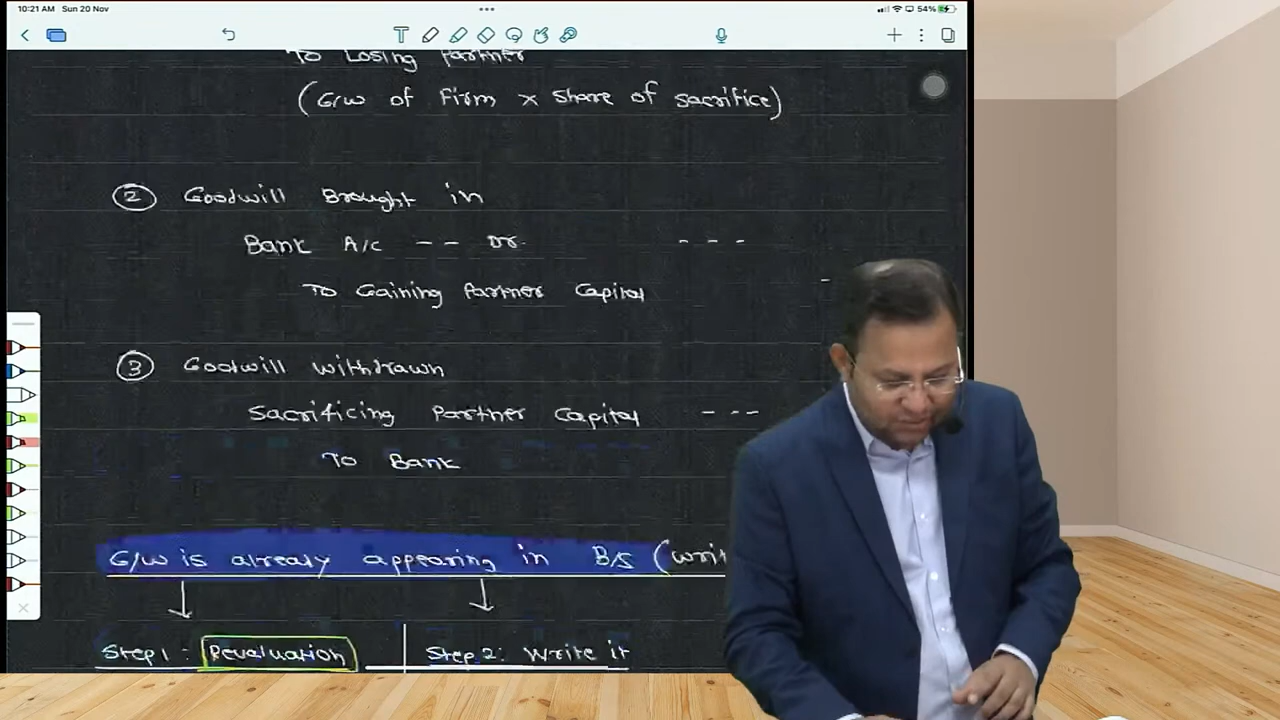 10:21 AM Sun 20 Nov
54%
To Losing Partner
(G/W of Firm x Share of Sacrifice)
② Goodwill Brought in
Bank A/c -- Dr. ---
To Gaining Partner Capital -
③ Goodwill withdrawn
Sacrificing Partner Capital ---
To Bank
G/W is already appearing in B/S (writ
Step 1 : Revaluation
Step 2: Write it